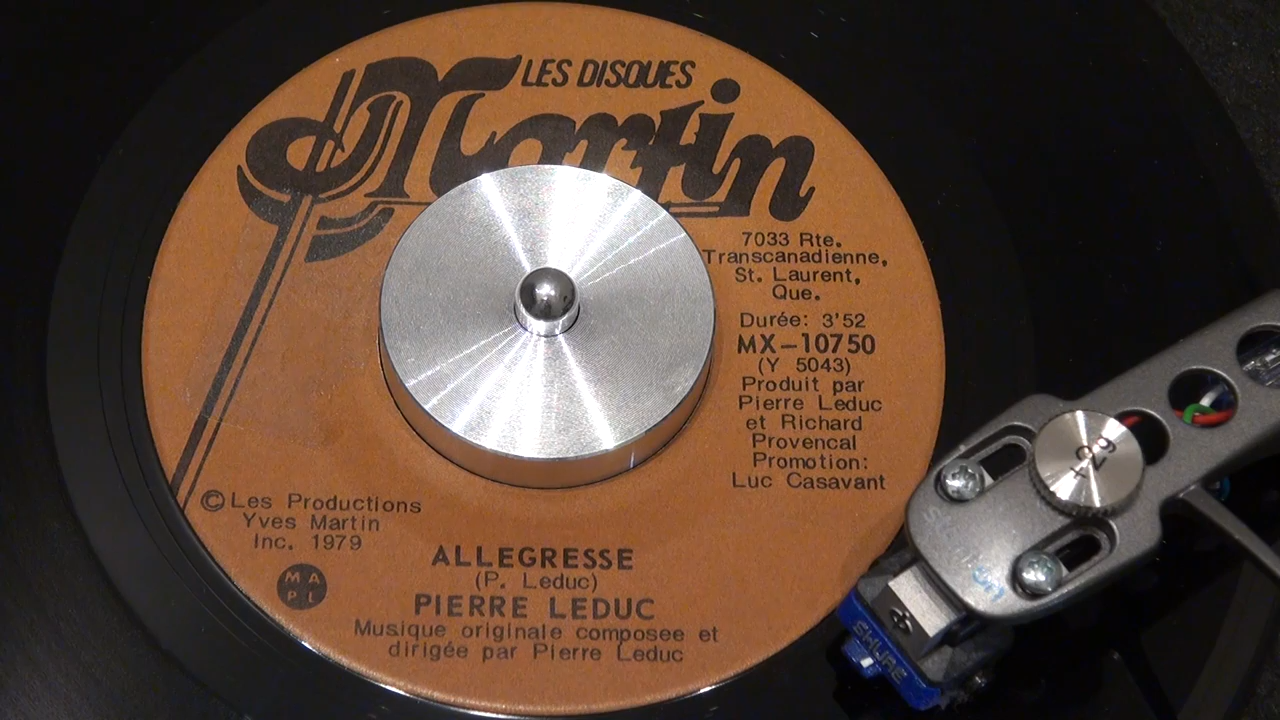 LES DISQUES
Martin
7033 Rte.
Transcanadienne,
St. Laurent,
Que.
Durée: 3'52
MX-10750
(Y 5043)
Produit par
Pierre Leduc
et Richard
Provencal
Promotion:
Luc Casavant
©Les Productions
Yves Martin
Inc. 1979
MA
PL
ALLEGRESSE
(P. Leduc)
PIERRE LEDUC
Musique originale composee et
dirigée par Pierre Leduc
SHURE